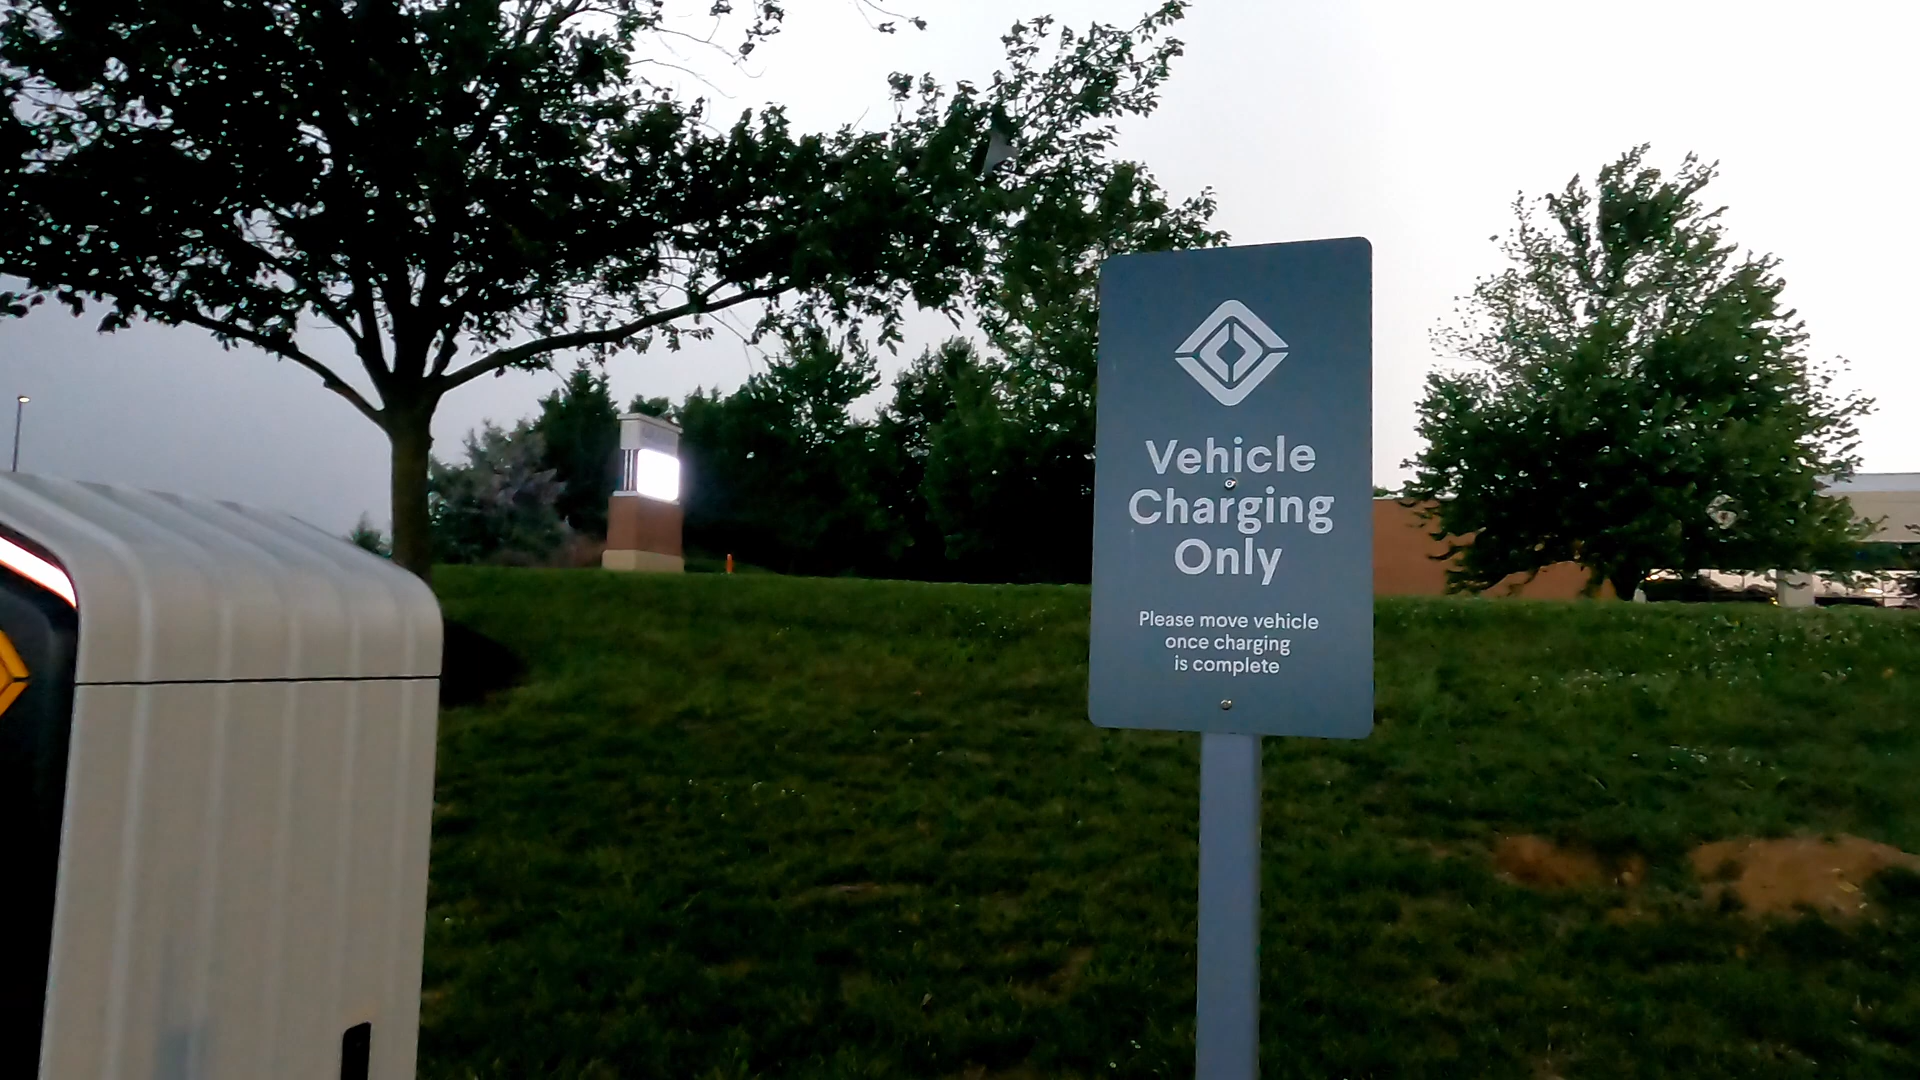 Vehicle
Charging
Only
Please move vehicle
once charging
is complete